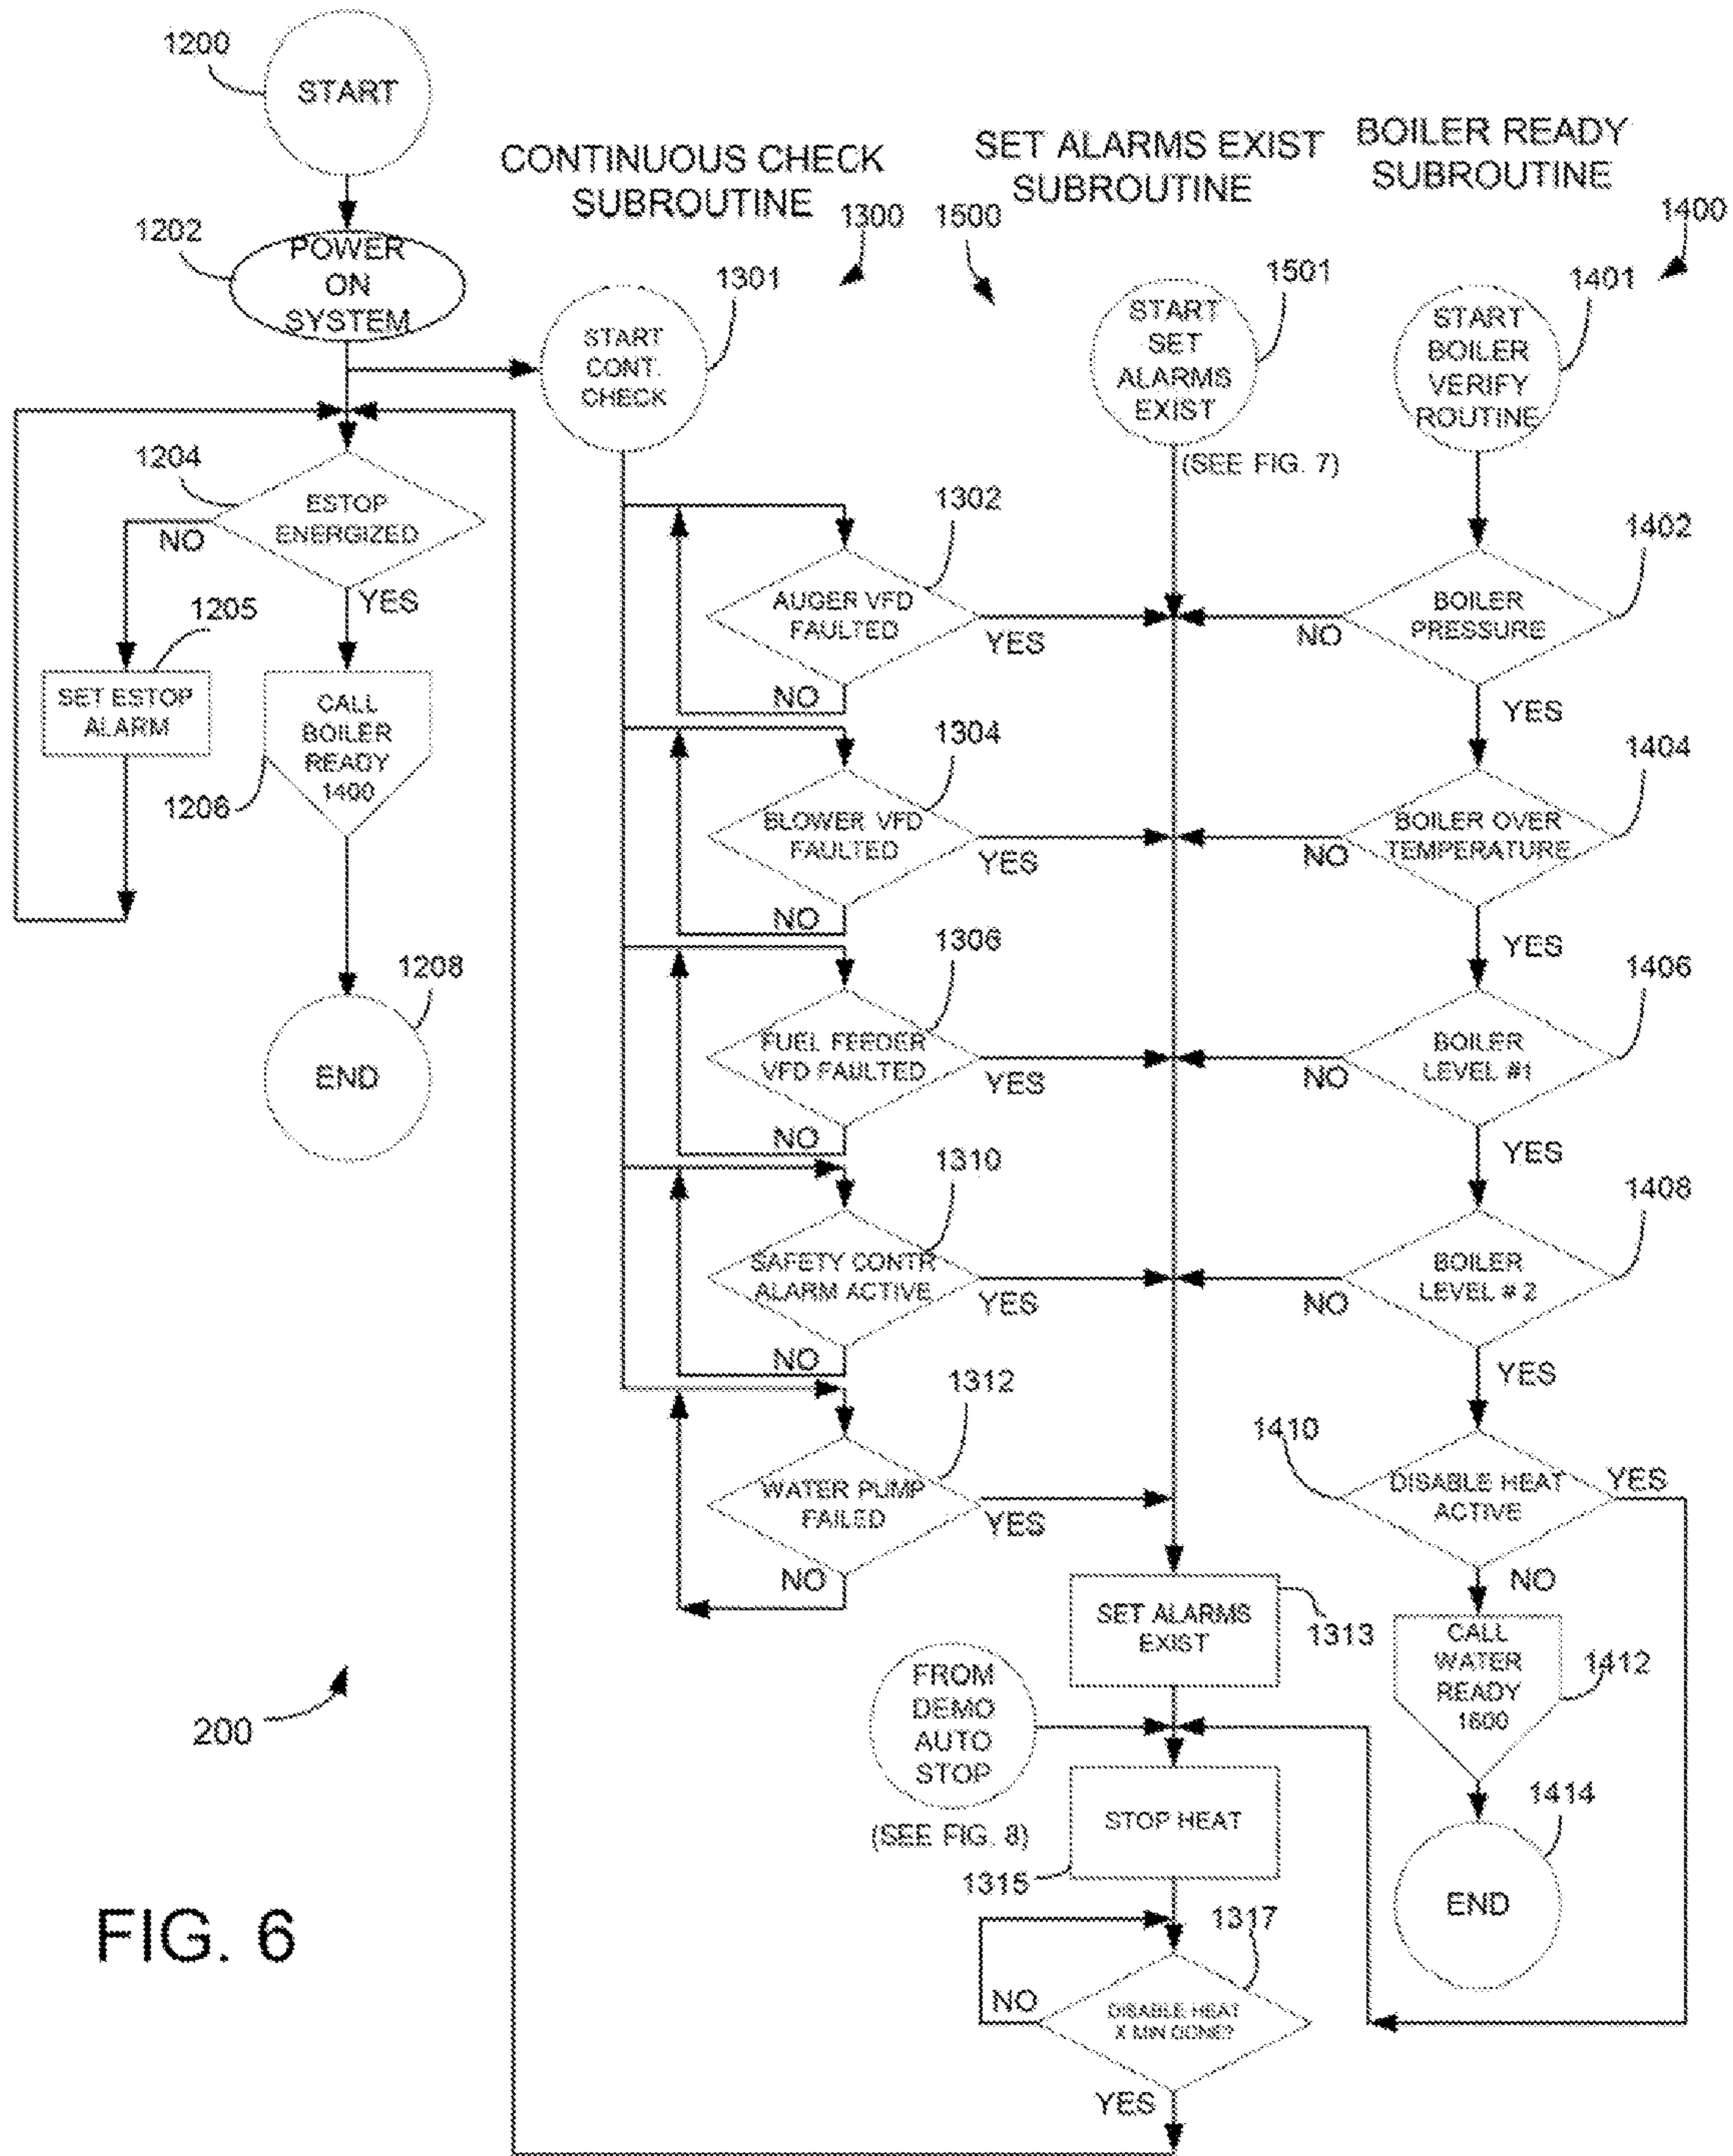 1200
START
1202
POWER
ON
SYSTEM
1204
ESTOP
ENERGIZED
NO
YES
1205
SET ESTOP
ALARM
CALL
BOILER
READY
1400
1206
1208
END
200
FIG. 6
CONTINUOUS CHECK
SUBROUTINE
1300
1301
START
CONT.
CHECK
1302
AUGER VFD
FAULTED
YES
NO
1304
BLOWER VFD
FAULTED
YES
NO
1306
FUEL FEEDER
VFD FAULTED
YES
NO
1310
SAFETY CONTR
ALARM ACTIVE
YES
NO
1312
WATER PUMP
FAILED
YES
NO
SET ALARMS EXIST
SUBROUTINE
1500
1501
START
SET
ALARMS
EXIST
(SEE FIG. 7)
SET ALARMS
EXIST
1313
FROM
DEMO
AUTO
STOP
(SEE FIG. 8)
STOP HEAT
1315
1317
DISABLE HEAT
X MIN DONE?
NO
YES
BOILER READY
SUBROUTINE
1400
1401
START
BOILER
VERIFY
ROUTINE
1402
BOILER
PRESSURE
NO
YES
1404
BOILER OVER
TEMPERATURE
NO
YES
1406
BOILER
LEVEL #1
NO
YES
1408
BOILER
LEVEL # 2
NO
YES
1410
DISABLE HEAT
ACTIVE
YES
NO
CALL
WATER
READY
1600
1412
1414
END